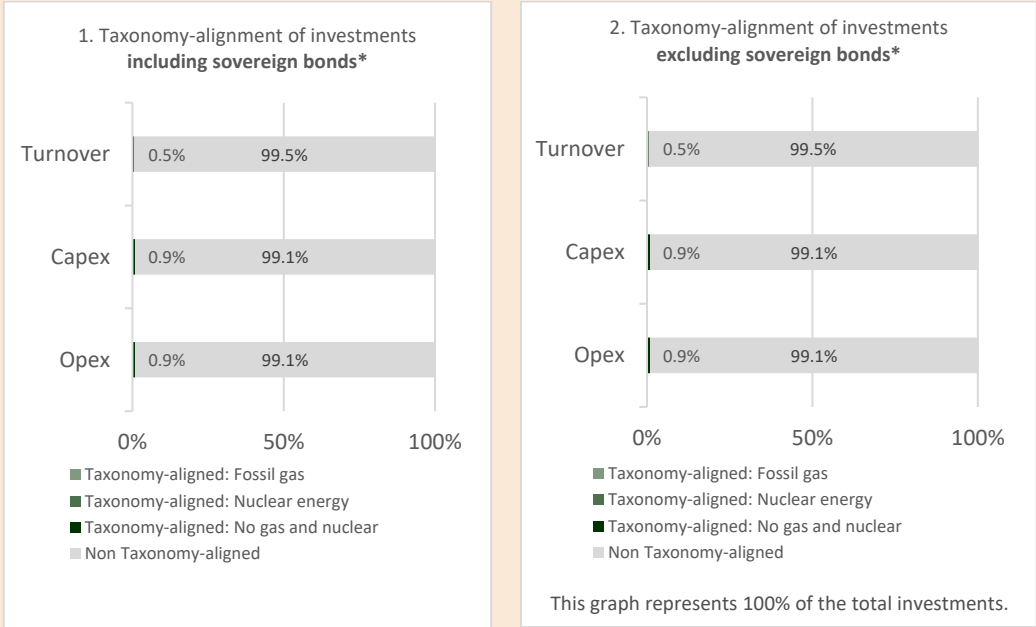 1. Taxonomy-alignment of investments
including sovereign bonds*
Turnover
0.5%
99.5%
Capex
0.9%
99.1%
Opex
0.9%
99.1%
0%
50%
100%
Taxonomy-aligned: Fossil gas
Taxonomy-aligned: Nuclear energy
Taxonomy-aligned: No gas and nuclear
Non Taxonomy-aligned
2. Taxonomy-alignment of investments
excluding sovereign bonds*
Turnover
0.5%
99.5%
Capex
0.9%
99.1%
Opex
0.9%
99.1%
0%
50%
100%
Taxonomy-aligned: Fossil gas
Taxonomy-aligned: Nuclear energy
Taxonomy-aligned: No gas and nuclear
Non Taxonomy-aligned
This graph represents 100% of the total investments.